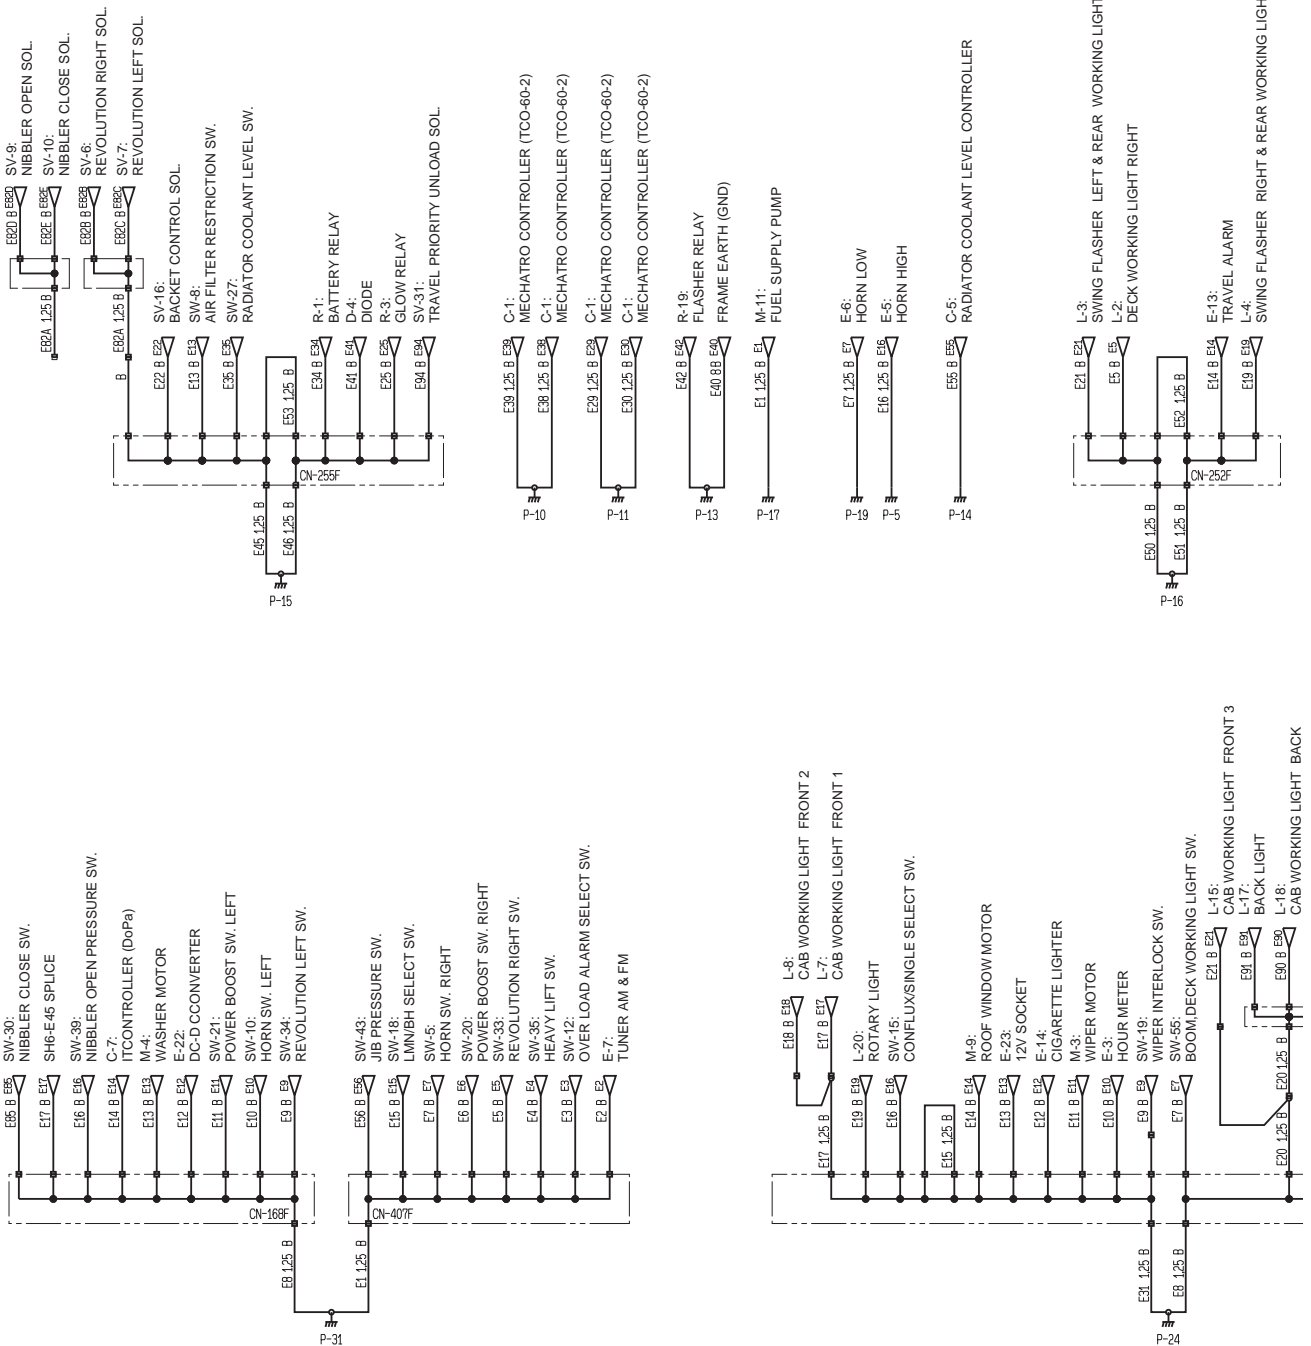 SV-9:
NIBBLER OPEN SOL.
E82D
E82D B
SV-10:
NIBBLER CLOSE SOL.
E82E
E82E B
E82A 1.25 B
SV-6:
REVOLUTION RIGHT SOL.
E82B
E82B B
SV-7:
REVOLUTION LEFT SOL.
E82C
E82C B
E82A 1.25 B
B
SV-16:
BACKET CONTROL SOL.
E22
E22 B
SW-8:
AIR FILTER RESTRICTION SW.
E13
E13 B
SW-27:
RADIATOR COOLANT LEVEL SW.
E35
E35 B
E53 1.25 B
R-1:
BATTERY RELAY
E34
E34 B
D-4:
DIODE
E41
E41 B
R-3:
GLOW RELAY
E25
E25 B
SV-31:
TRAVEL PRIORITY UNLOAD SOL.
E94
E94 B
CN-255F
E45 1.25 B
E46 1.25 B
P-15
C-1:
MECHATRO CONTROLLER (TCO-60-2)
E39
E39 1.25 B
C-1:
MECHATRO CONTROLLER (TCO-60-2)
E38
E38 1.25 B
P-10
C-1:
MECHATRO CONTROLLER (TCO-60-2)
E29
E29 1.25 B
C-1:
MECHATRO CONTROLLER (TCO-60-2)
E30
E30 1.25 B
P-11
R-19:
FLASHER RELAY
E42
E42 B
FRAME EARTH (GND)
E40
E40 8 B
P-13
M-11:
FUEL SUPPLY PUMP
E1
E1 1.25 B
P-17
E-6:
HORN LOW
E7
E7 1.25 B
P-19
E-5:
HORN HIGH
E16
E16 1.25 B
P-5
C-5:
RADIATOR COOLANT LEVEL CONTROLLER
E55
E55 B
P-14
L-3:
SWING FLASHER LEFT & REAR WORKING LIGHT
E21
E21 B
L-2:
DECK WORKING LIGHT RIGHT
E5
E5 B
E52 1.25 B
E-13:
TRAVEL ALARM
E14
E14 B
L-4:
SWING FLASHER RIGHT & REAR WORKING LIGH
E19
E19 B
CN-252F
E50 1.25 B
E51 1.25 B
P-16
SW-30:
NIBBLER CLOSE SW.
E85
E85 B
SH6-E45 SPLICE
E17
E17 B
SW-39:
NIBBLER OPEN PRESSURE SW.
E16
E16 B
C-7:
ITCONTROLLER (DoPa)
E14
E14 B
M-4:
WASHER MOTOR
E13
E13 B
E-22:
DC-D CCONVERTER
E12
E12 B
SW-21:
POWER BOOST SW. LEFT
E11
E11 B
SW-10:
HORN SW. LEFT
E10
E10 B
SW-34:
REVOLUTION LEFT SW.
E9
E9 B
CN-168F
E8 1.25 B
SW-43:
JIB PRESSURE SW.
E56
E56 B
SW-18:
LMN/BH SELECT SW.
E15
E15 B
SW-5:
HORN SW. RIGHT
E7
E7 B
SW-20:
POWER BOOST SW. RIGHT
E6
E6 B
SW-33:
REVOLUTION RIGHT SW.
E5
E5 B
SW-35:
HEAVY LIFT SW.
E4
E4 B
SW-12:
OVER LOAD ALARM SELECT SW.
E3
E3 B
E-7:
TUNER AM & FM
E2
E2 B
CN-407F
E1 1.25 B
P-31
L-8:
CAB WORKING LIGHT FRONT 2
E18
E18 B
L-7:
CAB WORKING LIGHT FRONT 1
E17
E17 B
E17 1.25 B
L-20:
ROTARY LIGHT
E19
E19 B
SW-15:
CONFLUX/SINGLE SELECT SW.
E16
E16 B
E15 1.25 B
M-9:
ROOF WINDOW MOTOR
E14
E14 B
E-23:
12V SOCKET
E13
E13 B
E-14:
CIGARETTE LIGHTER
E12
E12 B
M-3:
WIPER MOTOR
E11
E11 B
E-3:
HOUR METER
E10
E10 B
SW-19:
WIPER INTERLOCK SW.
E9
E9 B
SW-55:
BOOM,DECK WORKING LIGHT SW.
E7
E7 B
L-15:
CAB WORKING LIGHT FRONT 3
E21
E21 B
L-17:
BACK LIGHT
E91
E91 B
L-18:
CAB WORKING LIGHT BACK
E90
E90 B
E20 1.25 B
E20 1.25 B
E31 1.25 B
E8 1.25 B
P-24